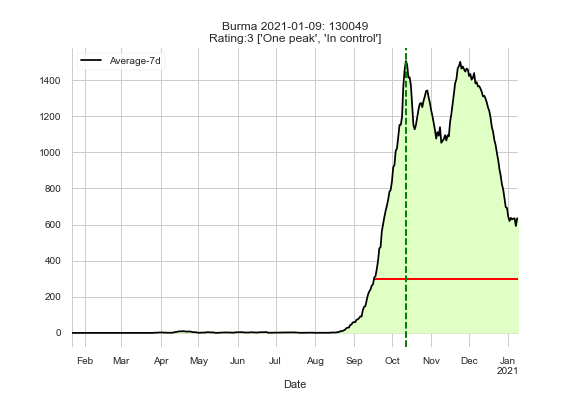 Burma 2021-01-09: 130049
Rating:3 ['One peak', 'In control']
Average-7d
1400
1200
1000
800
600
400
200
0
Feb Mar Apr May Jun Jul Aug Sep Oct Nov Dec Jan
2021
Date